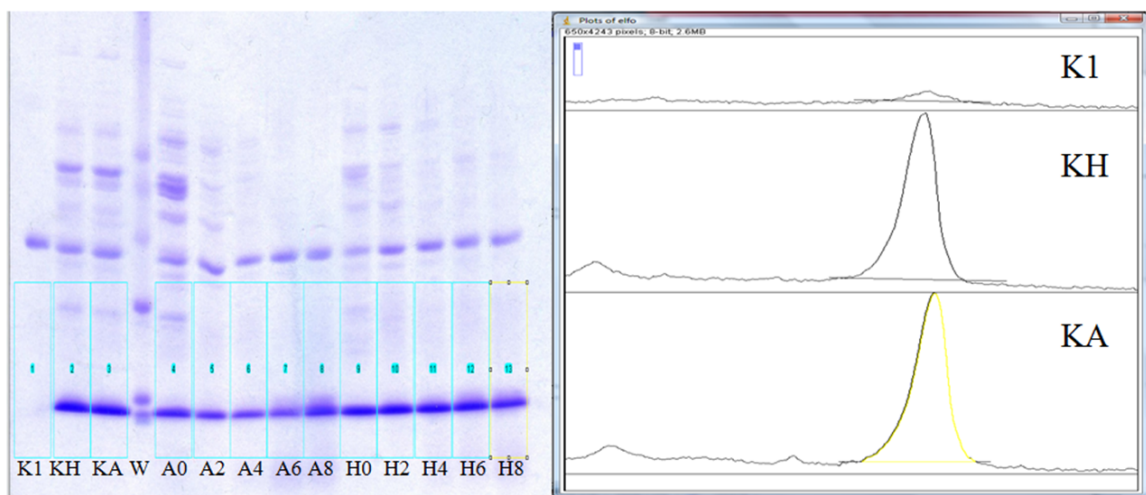 Plots of elfo
650x4243 pixels; 8-bit; 2.6MB
K1
KH
KA
1 2 3 4 5 6 7 8 9 10 11 12 13
K1 KH KA W A0 A2 A4 A6 A8 H0 H2 H4 H6 H8